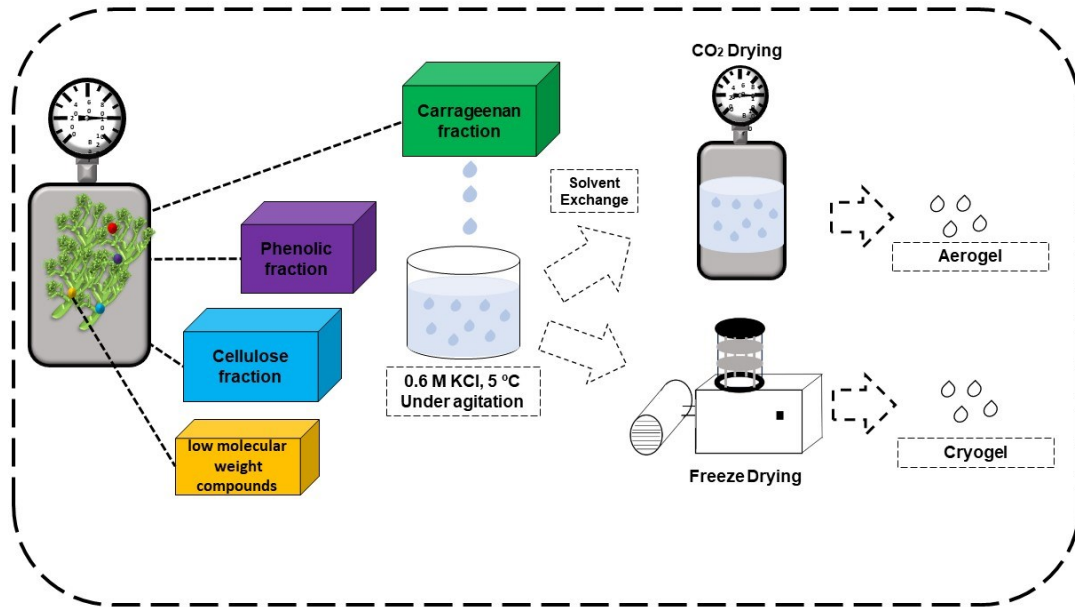 CO₂ Drying
Carrageenan
fraction
Solvent
Exchange
Phenolic
fraction
Aerogel
Cellulose
fraction
0.6 M KCl, 5 ºC
Under agitation
low molecular
weight
compounds
Freeze Drying
Cryogel